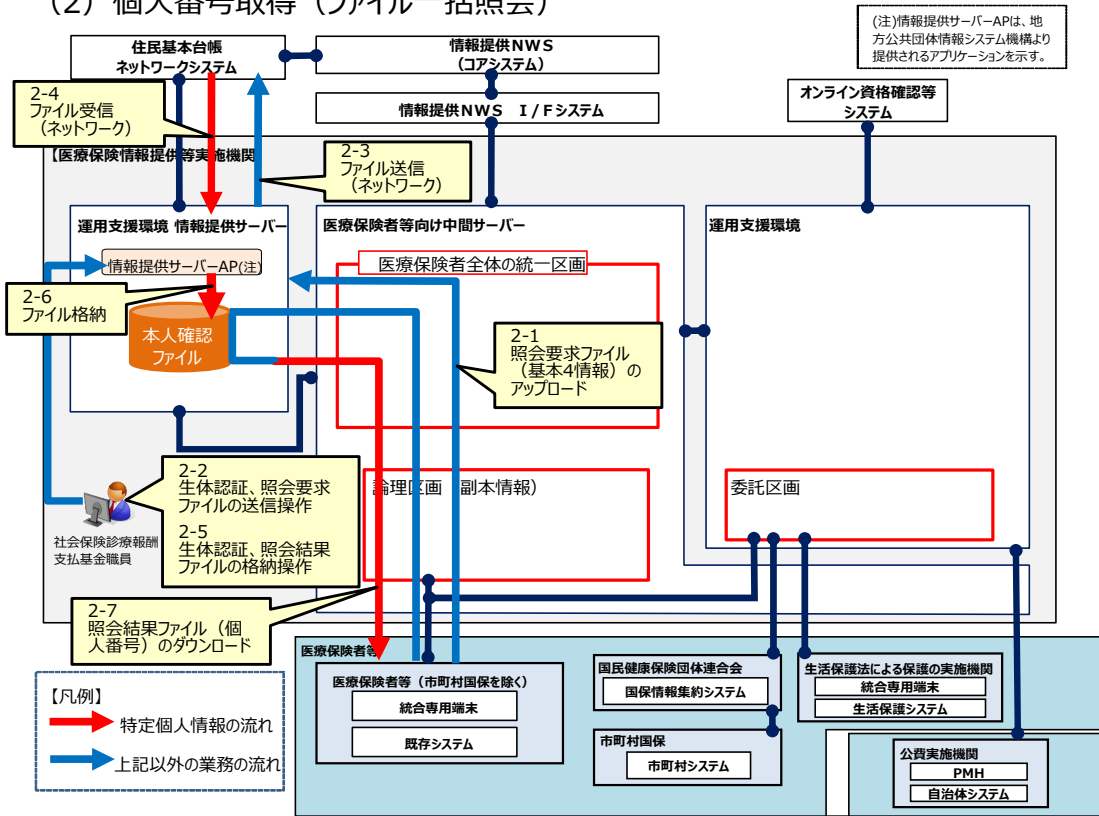 （2）個人番号取得（ファイル一括照会）
(注)情報提供サーバーAPは、地
方公共団体情報システム機構より
提供されるアプリケーションを示す。
住民基本台帳
ネットワークシステム
情報提供NWS
（コアシステム）
情報提供NWS　I / Fシステム
オンライン資格確認等
システム
2-4
ファイル受信
（ネットワーク）
2-3
ファイル送信
（ネットワーク）
【医療保険情報提供等実施機関
運用支援環境 情報提供サーバー
医療保険者等向け中間サーバー
運用支援環境
情報提供サーバーAP(注)
医療保険者全体の統一区画
2-6
ファイル格納
本人確認
ファイル
2-1
照会要求ファイル
（基本4情報）の
アップロード
2-2
生体認証、照会要求
ファイルの送信操作
2-5
生体認証、照会結果
ファイルの格納操作
論理区画（副本情報）
委託区画
社会保険診療報酬
支払基金職員
2-7
照会結果ファイル（個
人番号）のダウンロード
医療保険者等
医療保険者等（市町村国保を除く）
統合専用端末
既存システム
国民健康保険団体連合会
国保情報集約システム
市町村国保
市町村システム
生活保護法による保護の実施機関
統合専用端末
生活保護システム
公費実施機関
PMH
自治体システム
【凡例】
特定個人情報の流れ
上記以外の業務の流れ